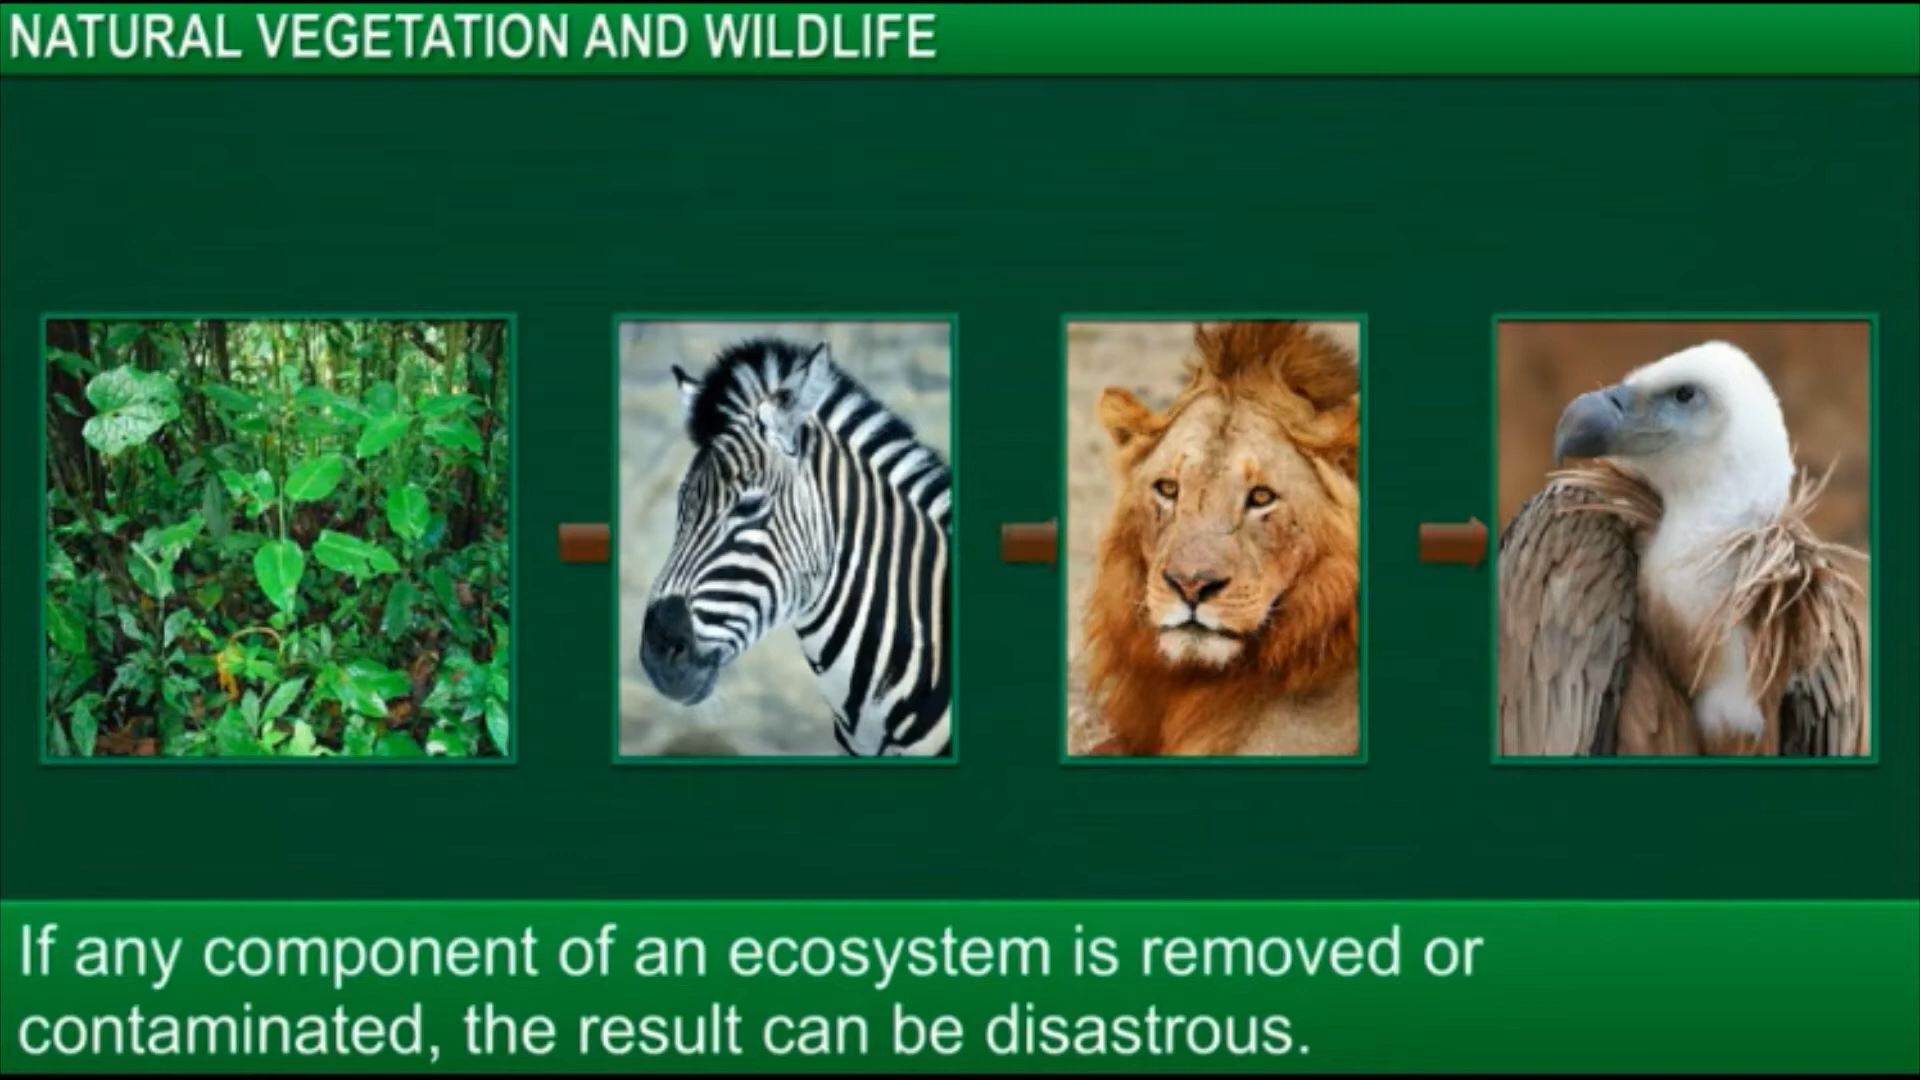 NATURAL VEGETATION AND WILDLIFE
If any component of an ecosystem is removed or
contaminated, the result can be disastrous.